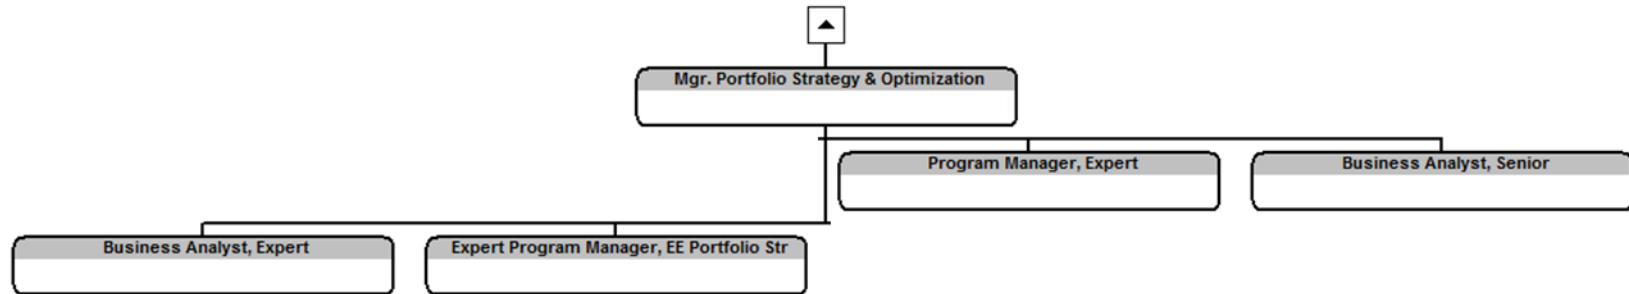 Mgr. Portfolio Strategy & Optimization
Program Manager, Expert
Business Analyst, Senior
Business Analyst, Expert
Expert Program Manager, EE Portfolio Str